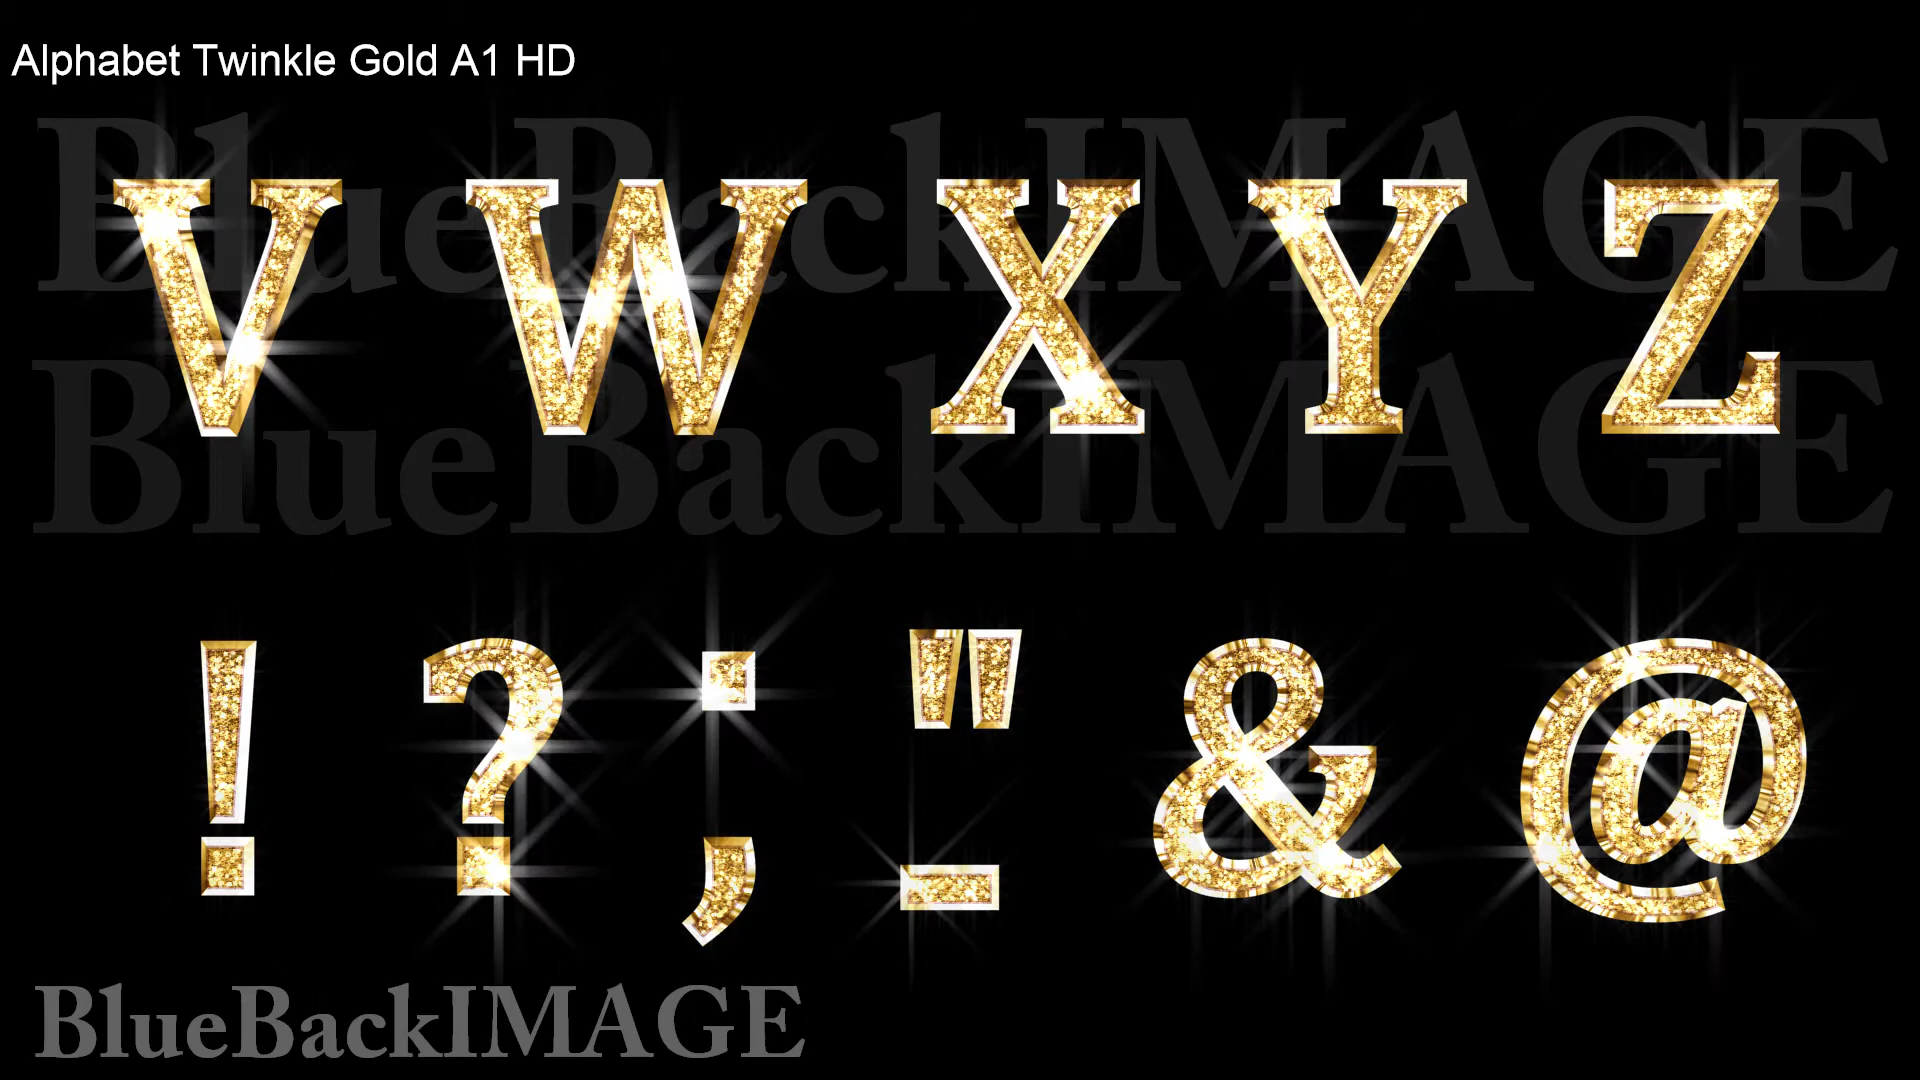 Alphabet Twinkle Gold A1 HD
BlueBackIMAGE
V W X Y Z
BlueBackIMAGE
! ? ; " - & @
BlueBackIMAGE